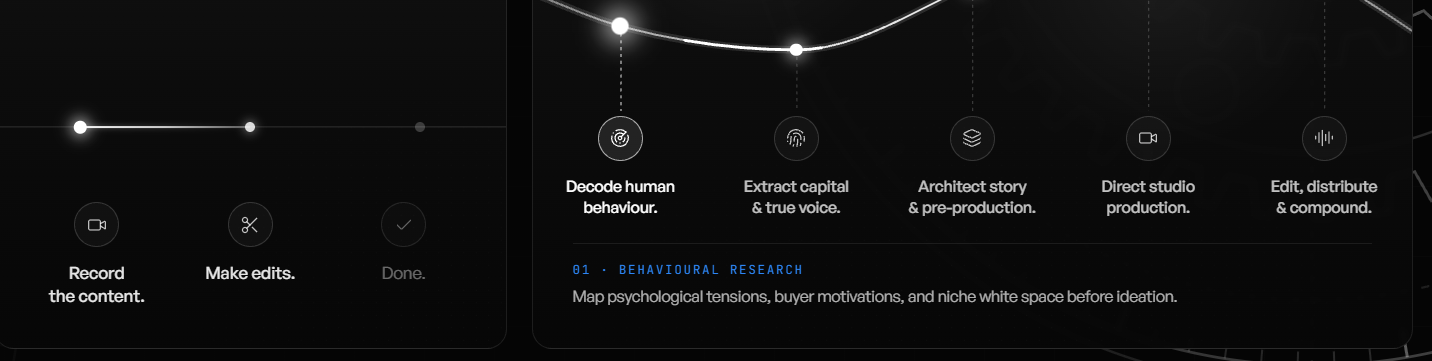 Record
the content.
Make edits.
Done.
Decode human
behaviour.
Extract capital
& true voice.
Architect story
& pre-production.
Direct studio
production.
Edit, distribute
& compound.
01 · BEHAVIOURAL RESEARCH
Map psychological tensions, buyer motivations, and niche white space before ideation.